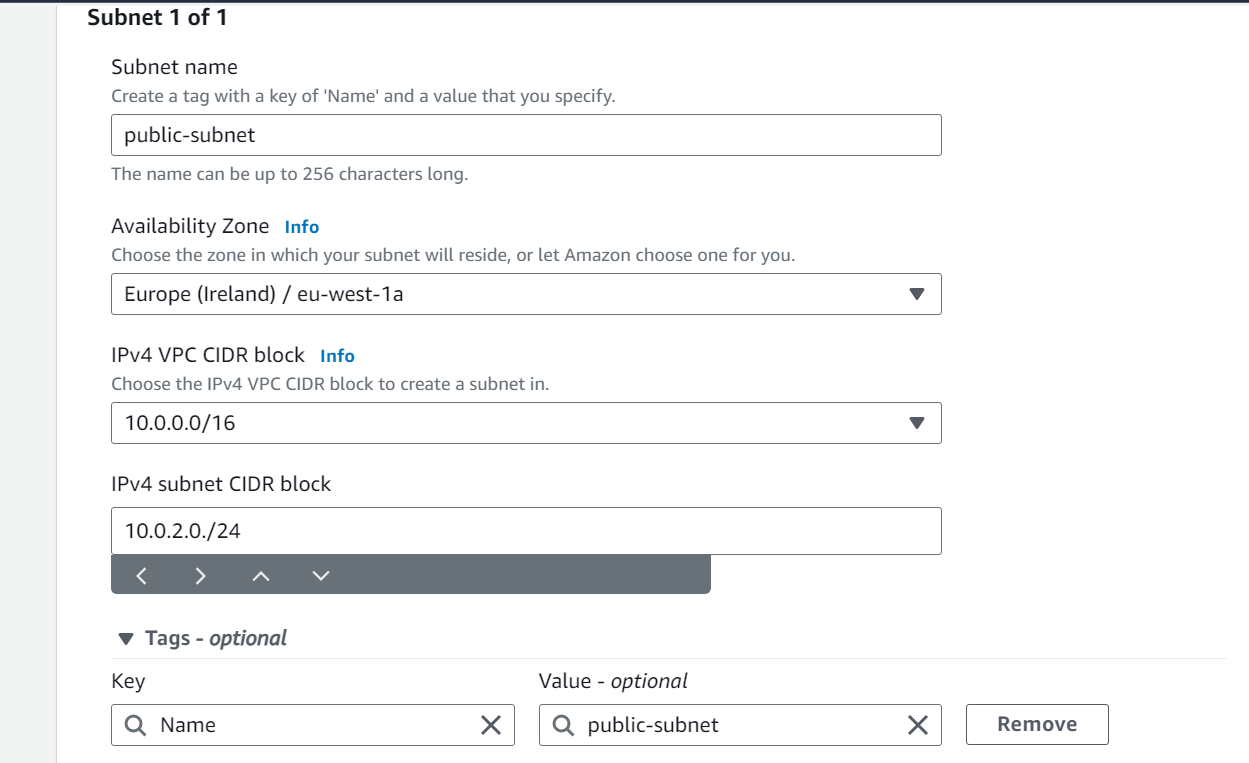 Subnet 1 of 1
Subnet name
Create a tag with a key of 'Name' and a value that you specify.
public-subnet
The name can be up to 256 characters long.
Availability Zone Info
Choose the zone in which your subnet will reside, or let Amazon choose one for you.
Europe (Ireland) / eu-west-1a
IPv4 VPC CIDR block Info
Choose the IPv4 VPC CIDR block to create a subnet in.
10.0.0.0/16
IPv4 subnet CIDR block
10.0.2.0./24
Tags - optional
Key Value - optional
Name public-subnet Remove